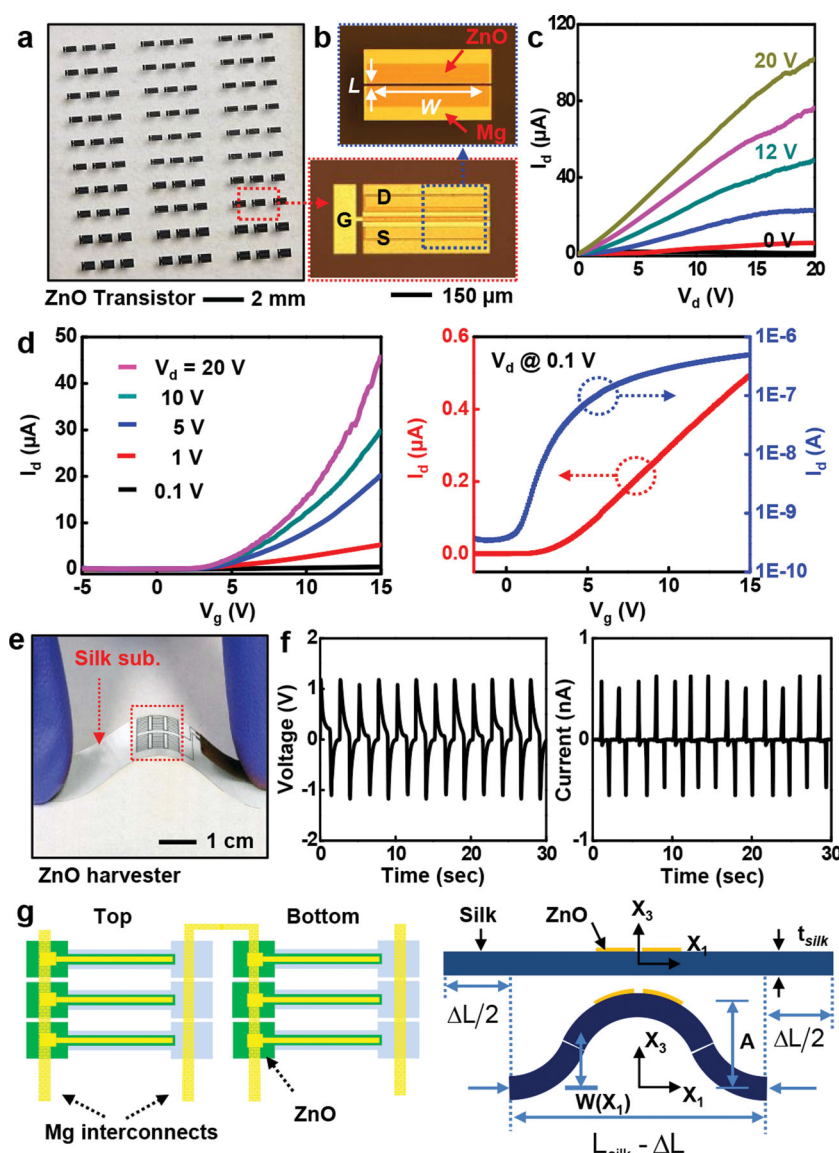 a
ZnO Transistor 2 mm
b
ZnO
L
W
Mg
G
D
S
150 µm
c
120
80
40
0
I_d (µA)
20 V
12 V
0 V
0 5 10 15 20
V_d (V)
d
50
40
30
20
10
0
I_d (µA)
V_d = 20 V
10 V
5 V
1 V
0.1 V
-5 0 5 10 15
V_g (V)
0.6
0.4
0.2
0.0
I_d (µA)
V_d @ 0.1 V
1E-6
1E-7
1E-8
1E-9
1E-10
I_d (A)
0 5 10 15
V_g (V)
e
Silk sub.
1 cm
ZnO harvester
f
2
1
0
-1
-2
Voltage (V)
0 10 20 30
Time (sec)
1
0
-1
Current (nA)
0 10 20 30
Time (sec)
g
Top
Bottom
Mg interconnects
ZnO
Silk
ZnO
X_3
X_1
t_silk
ΔL/2
ΔL/2
A
X_3
X_1
W(X_1)
L_silk - ΔL